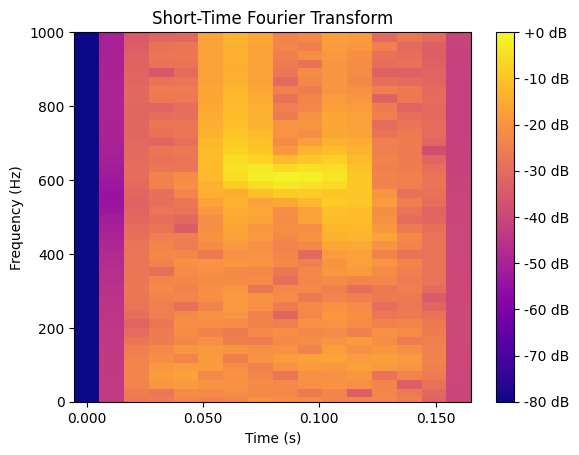 Short-Time Fourier Transform
1000
800
600
400
200
0
Frequency (Hz)
0.000
0.050
0.100
0.150
Time (s)
+0 dB
-10 dB
-20 dB
-30 dB
-40 dB
-50 dB
-60 dB
-70 dB
-80 dB